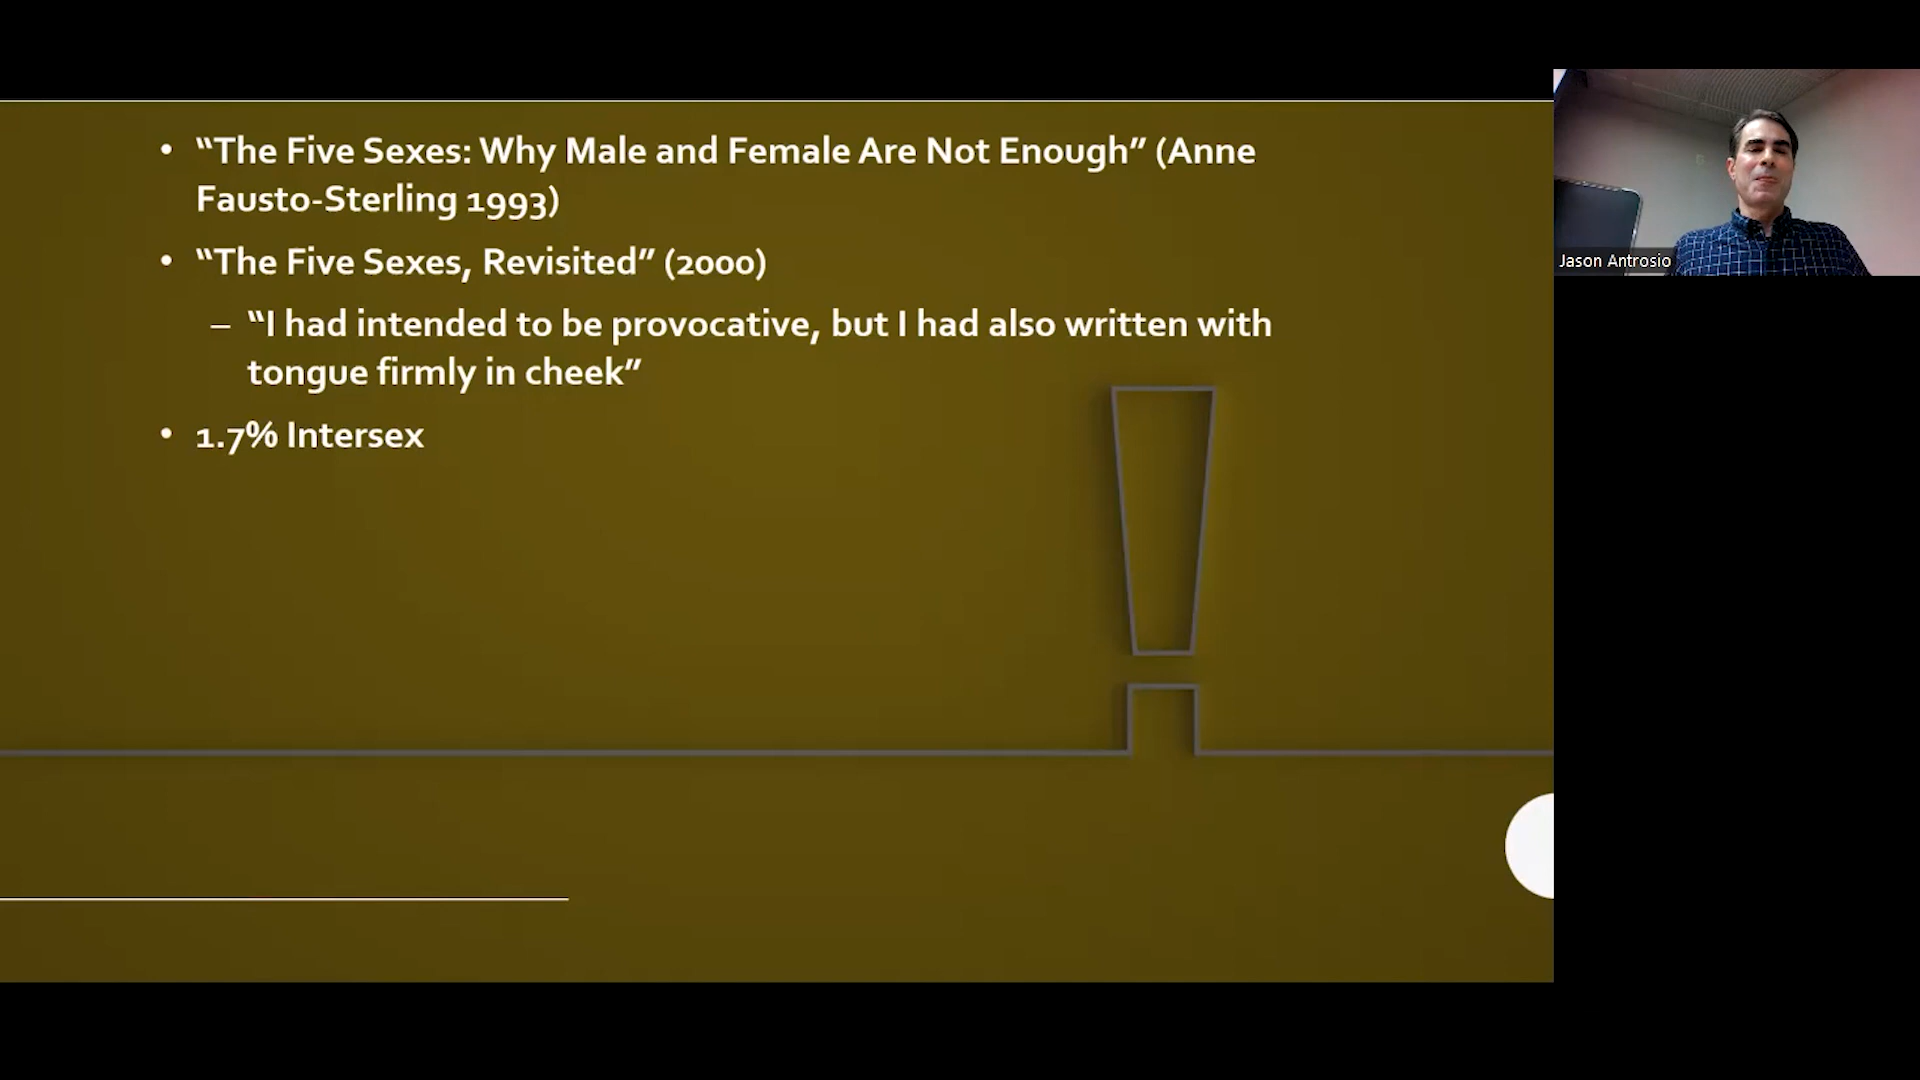 • “The Five Sexes: Why Male and Female Are Not Enough” (Anne
Fausto-Sterling 1993)
• “The Five Sexes, Revisited” (2000)
– “I had intended to be provocative, but I had also written with
tongue firmly in cheek”
• 1.7% Intersex
Jason Antrosio